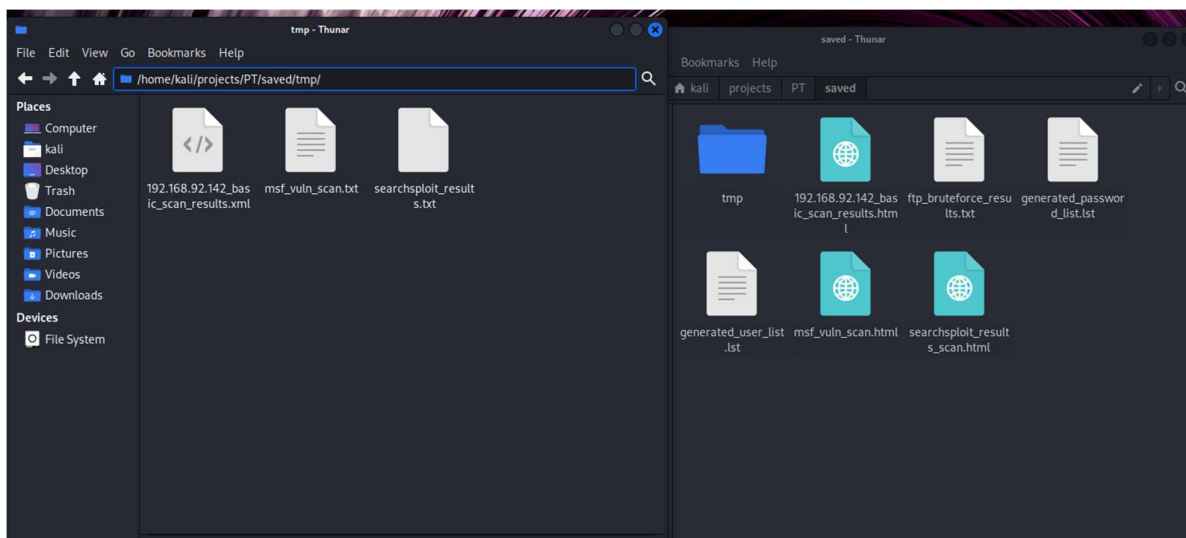 tmp - Thunar
File Edit View Go Bookmarks Help
/home/kali/projects/PT/saved/tmp/
Places
Computer
kali
Desktop
Trash
Documents
Music
Pictures
Videos
Downloads
Devices
File System
192.168.92.142_bas
ic_scan_results.xml
msf_vuln_scan.txt
searchsploit_result
s.txt
saved - Thunar
Bookmarks Help
kali projects PT saved
tmp
192.168.92.142_bas
ic_scan_results.htm
l
ftp_bruteforce_resu
lts.txt
generated_passwor
d_list.lst
generated_user_list
.lst
msf_vuln_scan.html
searchsploit_result
s_scan.html